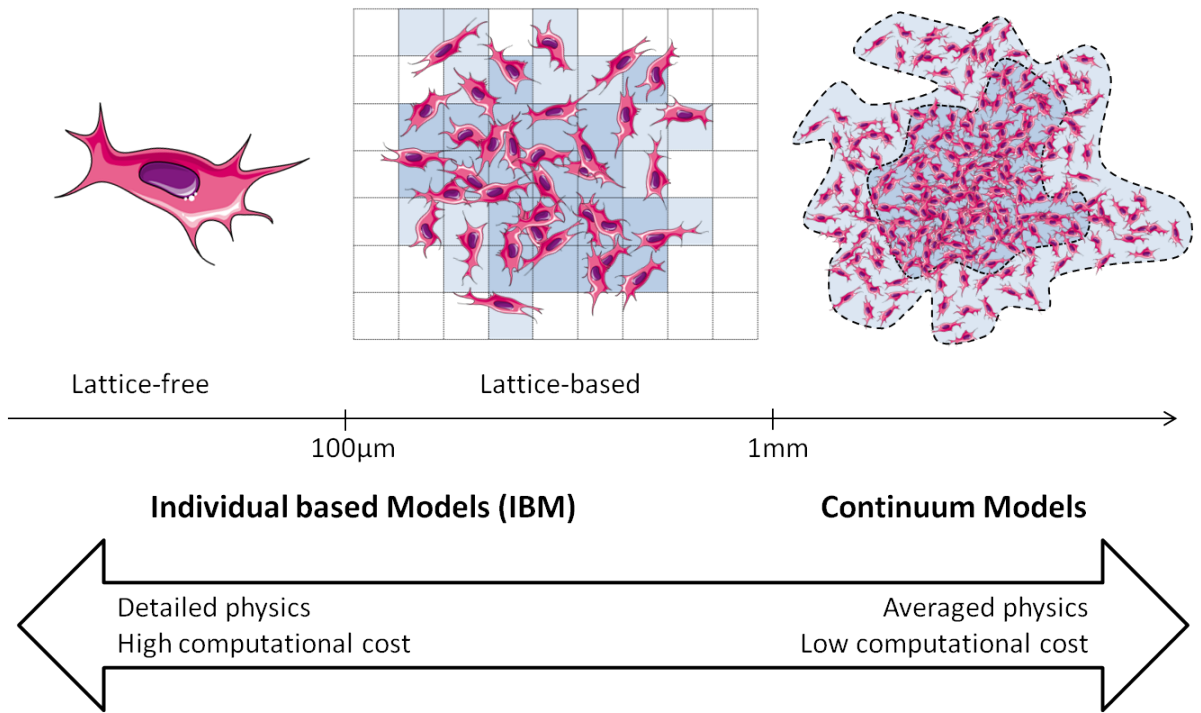 Lattice-free
Lattice-based
100µm
1mm
Individual based Models (IBM)
Continuum Models
Detailed physics
High computational cost
Averaged physics
Low computational cost